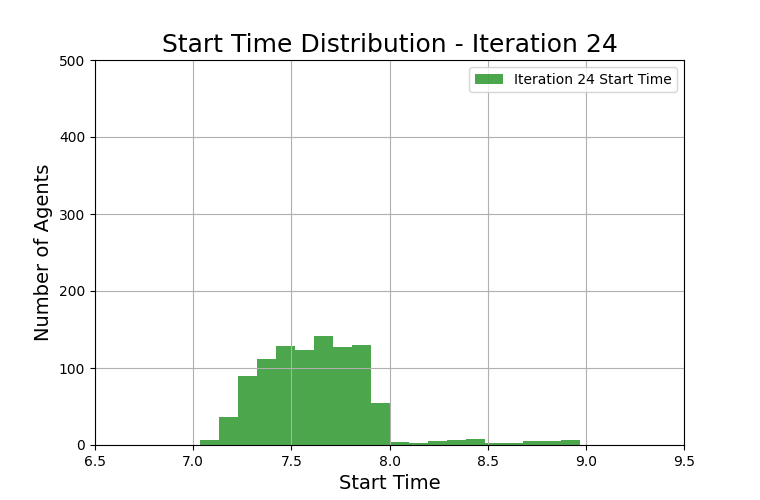 Start Time Distribution - Iteration 24
Iteration 24 Start Time
Number of Agents
500
400
300
200
100
0
6.5 7.0 7.5 8.0 8.5 9.0 9.5
Start Time